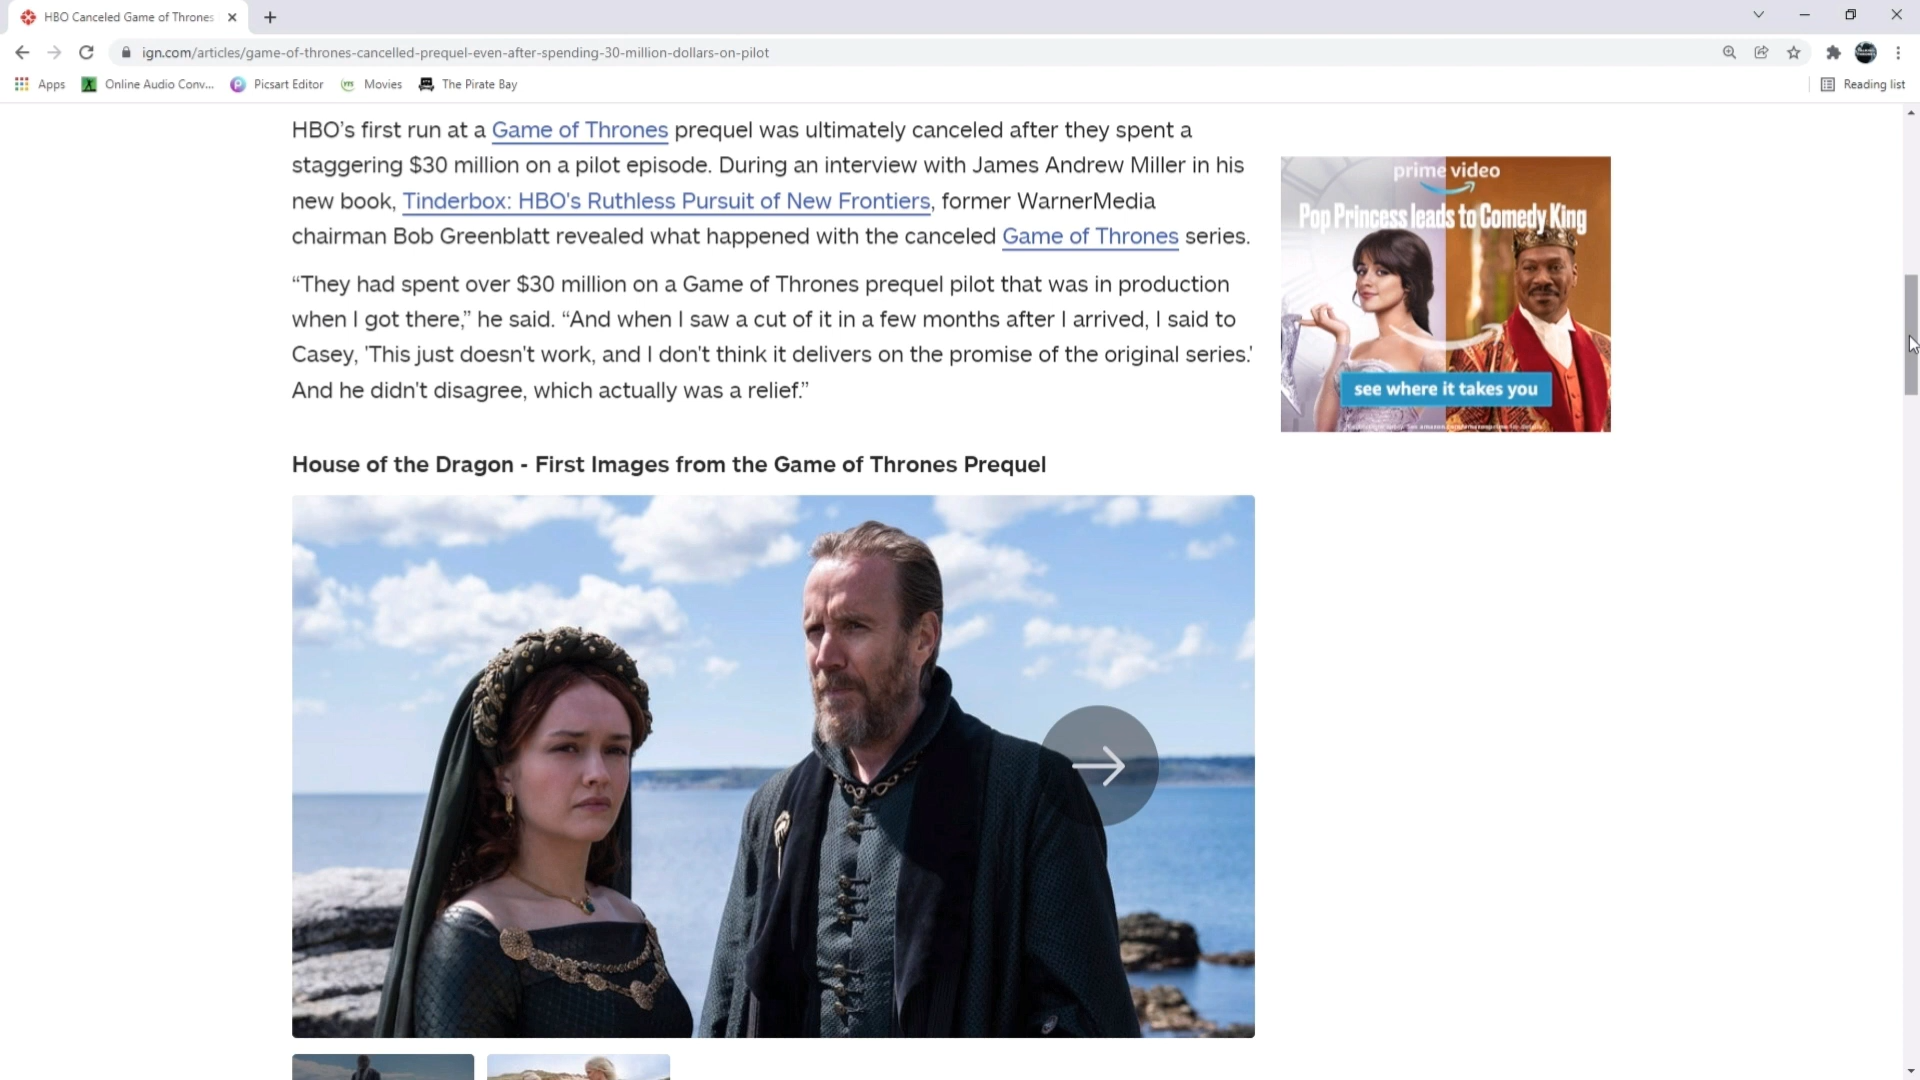 HBO Canceled Game of Thrones
ign.com/articles/game-of-thrones-cancelled-prequel-even-after-spending-30-million-dollars-on-pilot
Apps
Online Audio Conv...
Picsart Editor
Movies
The Pirate Bay
Reading list
HBO’s first run at a Game of Thrones prequel was ultimately canceled after they spent a
staggering $30 million on a pilot episode. During an interview with James Andrew Miller in his
new book, Tinderbox: HBO's Ruthless Pursuit of New Frontiers, former WarnerMedia
chairman Bob Greenblatt revealed what happened with the canceled Game of Thrones series.
“They had spent over $30 million on a Game of Thrones prequel pilot that was in production
when I got there,” he said. “And when I saw a cut of it in a few months after I arrived, I said to
Casey, 'This just doesn't work, and I don't think it delivers on the promise of the original series.'
And he didn't disagree, which actually was a relief.”
prime video
Pop Princess leads to Comedy King
see where it takes you
House of the Dragon - First Images from the Game of Thrones Prequel